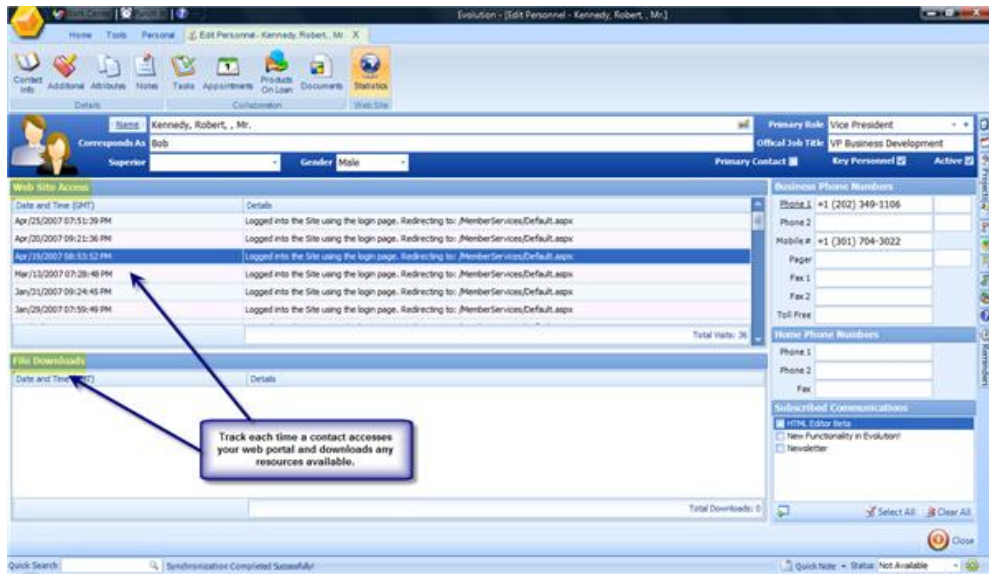 Evolution - [Edit Personnel - Kennedy, Robert, , Mr.]
Home Tools Personal Edit Personnel - Kennedy, Robert, , Mr. X
Contact Info Additional Attributes Notes Tasks Appointments Products On Loan Documents Statistics
Details Collaboration Web Site
Name Kennedy, Robert, , Mr. Primary Role Vice President
Corresponds As Bob Offical Job Title VP Business Development
Superior Gender Male Primary Contact Key Personnel Active
Web Site Access
Date and Time (GMT) Details
Apr/25/2007 07:51:39 PM Logged into the Site using the login page. Redirecting to: /MemberServices/Default.aspx
Apr/20/2007 09:21:36 PM Logged into the Site using the login page. Redirecting to: /MemberServices/Default.aspx
Apr/19/2007 08:53:52 PM Logged into the Site using the login page. Redirecting to: /MemberServices/Default.aspx
Mar/13/2007 07:28:48 PM Logged into the Site using the login page. Redirecting to: /MemberServices/Default.aspx
Jan/31/2007 09:24:45 PM Logged into the Site using the login page. Redirecting to: /MemberServices/Default.aspx
Jan/29/2007 07:59:49 PM Logged into the Site using the login page. Redirecting to: /MemberServices/Default.aspx
Total Visits: 36
File Downloads
Date and Time (GMT) Details
Track each time a contact accesses
your web portal and downloads any
resources available.
Total Downloads: 0
Business Phone Numbers
Phone 1 +1 (202) 349-1106
Phone 2
Mobile # +1 (301) 704-3022
Pager
Fax 1
Fax 2
Toll Free
Home Phone Numbers
Phone 1
Phone 2
Fax
Subscribed Communications
HTML Editor Beta
New Functionality in Evolution!
Newsletter
Select All Clear All
Close
Projects
Reminders
Quick Search Synchronization Completed Successfully! Quick Note Status Not Available